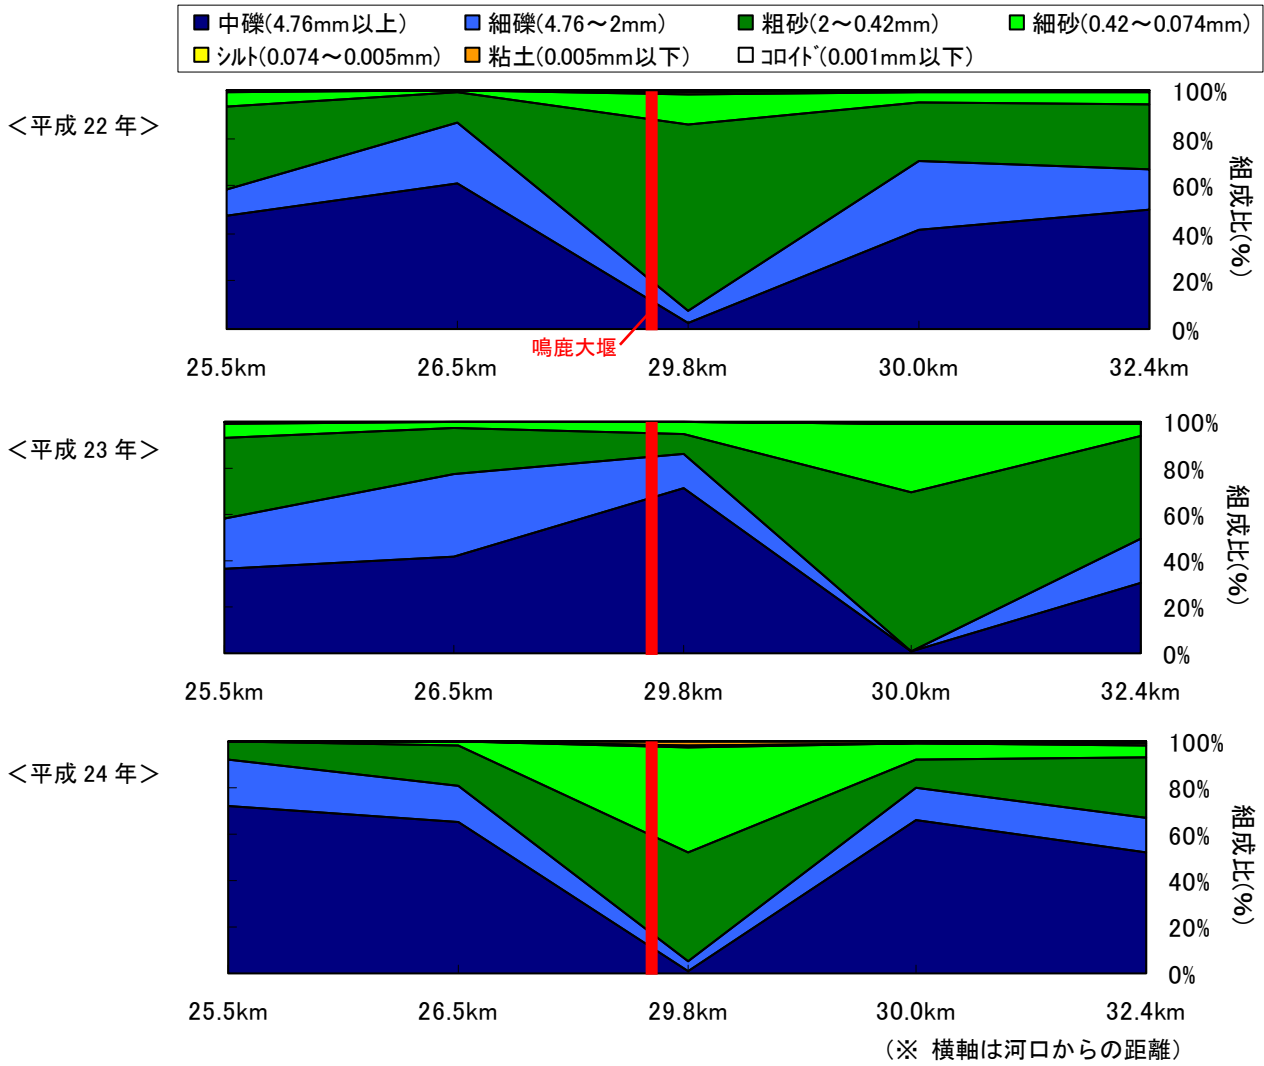 中礫(4.76mm以上) 細礫(4.76～2mm) 粗砂(2～0.42mm) 細砂(0.42～0.074mm)
ｼﾙﾄ(0.074～0.005mm) 粘土(0.005mm以下) ｺﾛｲﾄﾞ(0.001mm以下)
＜平成 22 年＞
100%
80%
60%
40%
20%
0%
組成比(%)
鳴鹿大堰
25.5km 26.5km 29.8km 30.0km 32.4km
＜平成 23 年＞
100%
80%
60%
40%
20%
0%
組成比(%)
25.5km 26.5km 29.8km 30.0km 32.4km
＜平成 24 年＞
100%
80%
60%
40%
20%
0%
組成比(%)
25.5km 26.5km 29.8km 30.0km 32.4km
（※ 横軸は河口からの距離）